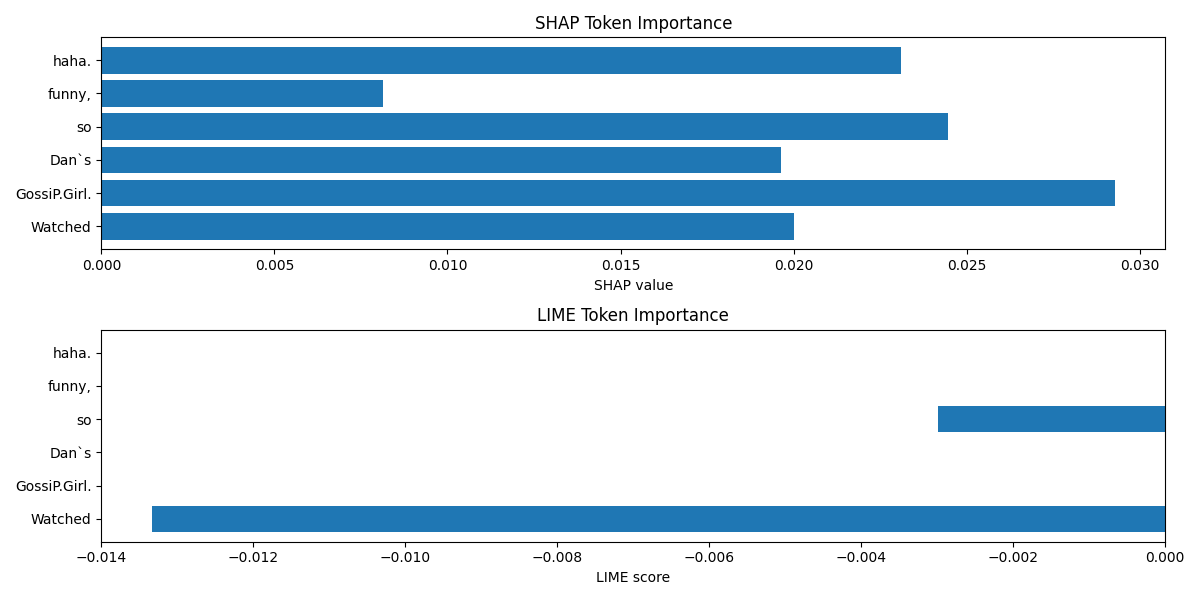 SHAP Token Importance
haha.
funny,
so
Dan`s
GossiP.Girl.
Watched
0.000 0.005 0.010 0.015 0.020 0.025 0.030
SHAP value
LIME Token Importance
haha.
funny,
so
Dan`s
GossiP.Girl.
Watched
−0.014 −0.012 −0.010 −0.008 −0.006 −0.004 −0.002 0.000
LIME score